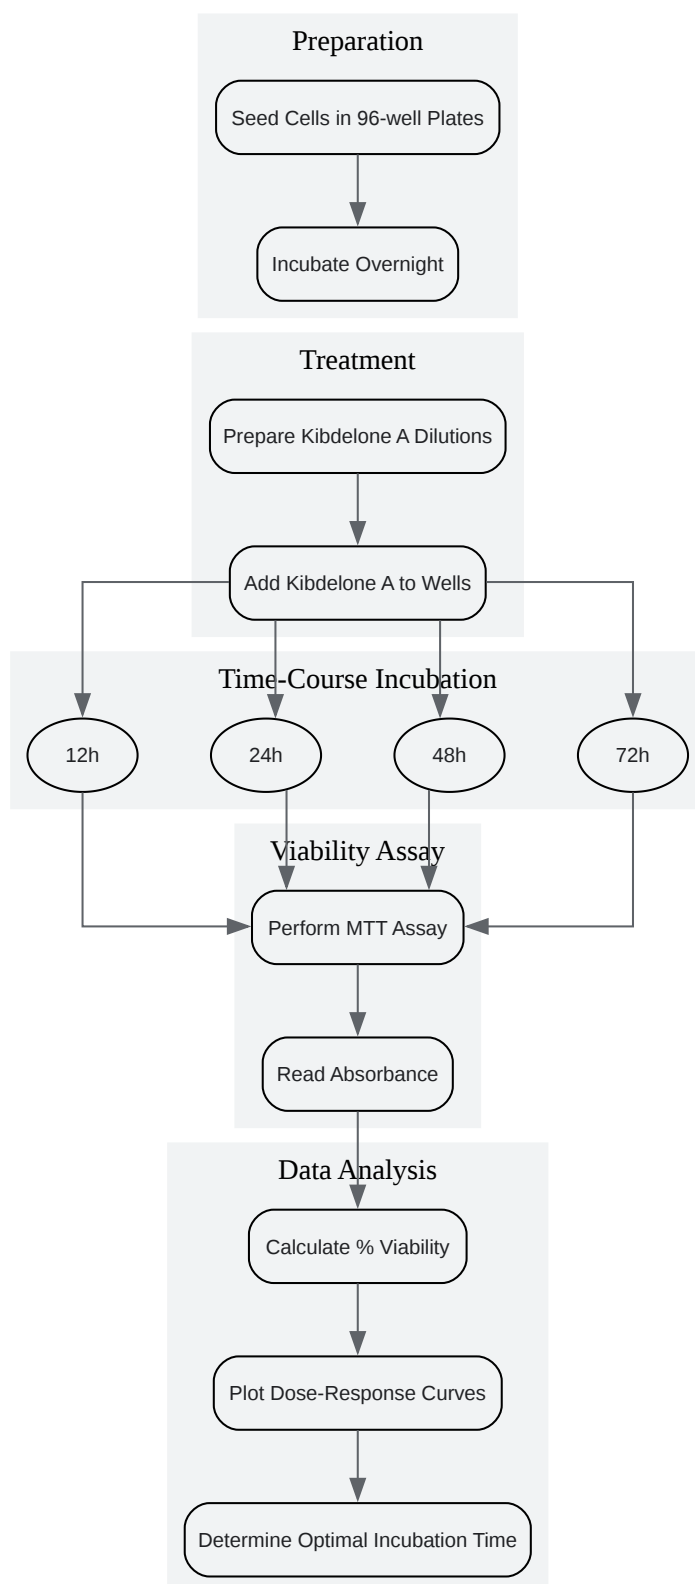 Preparation
Seed Cells in 96-well Plates
Incubate Overnight
Treatment
Prepare Kibdelone A Dilutions
Add Kibdelone A to Wells
Time-Course Incubation
12h
24h
48h
72h
Viability Assay
Perform MTT Assay
Read Absorbance
Data Analysis
Calculate % Viability
Plot Dose-Response Curves
Determine Optimal Incubation Time